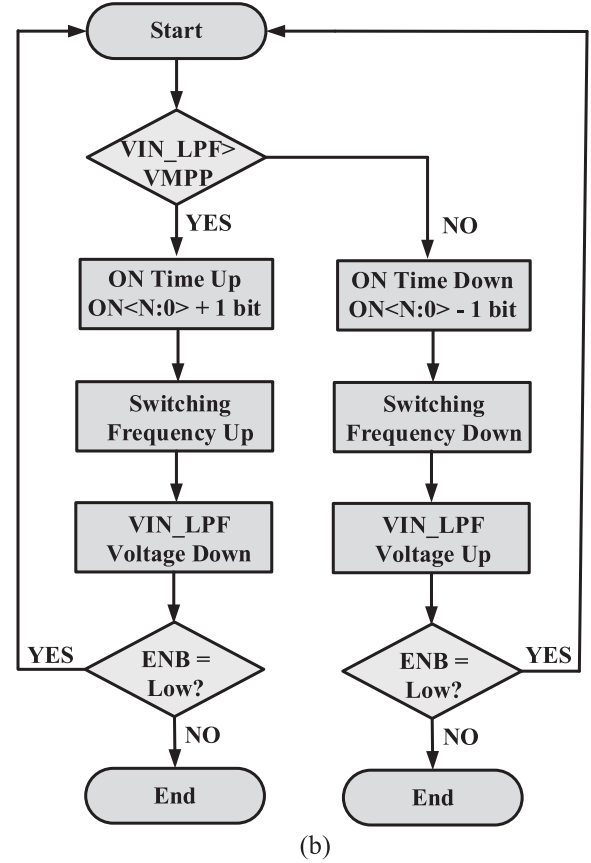 Start
VIN_LPF>
VMPP
YES
NO
ON Time Up
ON<N:0> + 1 bit
ON Time Down
ON<N:0> - 1 bit
Switching
Frequency Up
Switching
Frequency Down
VIN_LPF
Voltage Down
VIN_LPF
Voltage Up
YES
ENB =
Low?
ENB =
Low?
YES
NO
NO
End
End
(b)